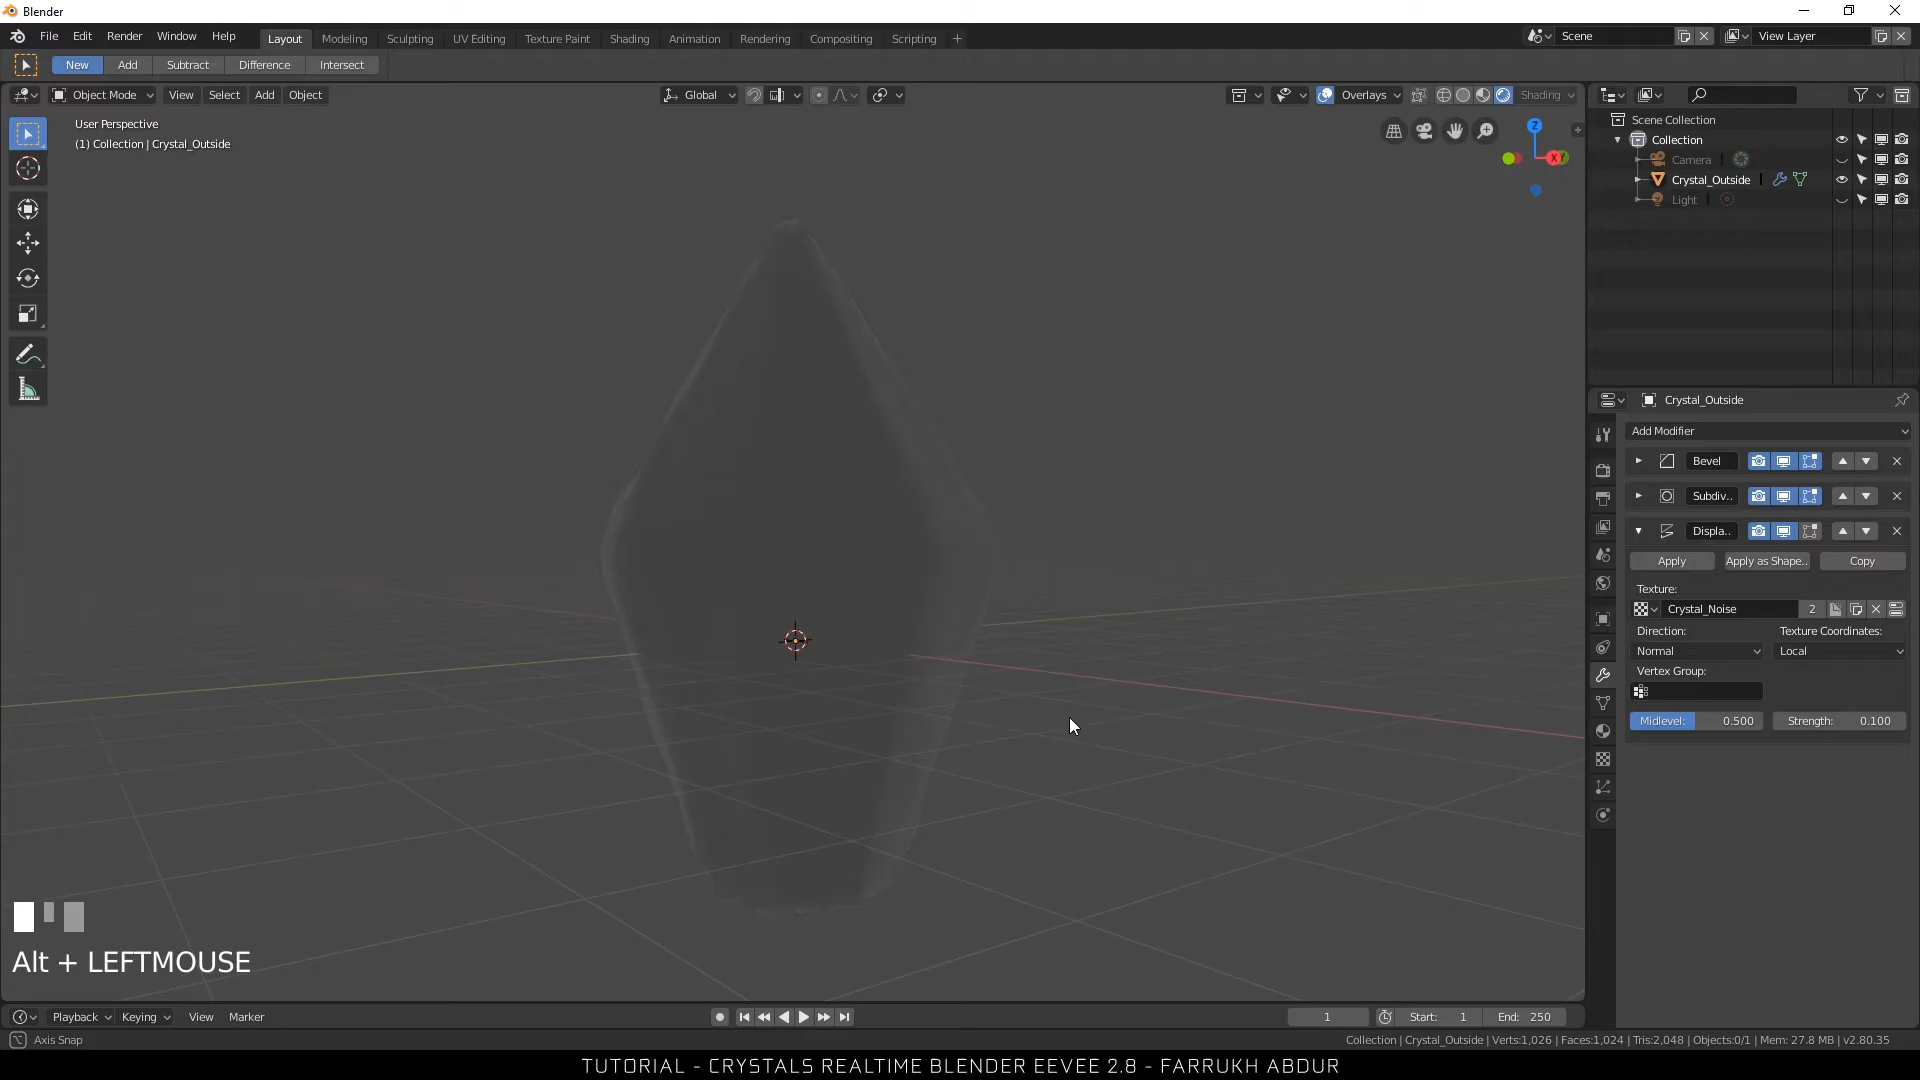 Blender
File Edit Render Window Help Layout Modeling Sculpting UV Editing Texture Paint Shading Animation Rendering Compositing Scripting + Scene View Layer
New Add Subtract Difference Intersect
Object Mode View Select Add Object Global Overlays Shading
User Perspective
(1) Collection | Crystal_Outside
Z
X Y
Scene Collection
Collection
Camera
Crystal_Outside
Light
Crystal_Outside
Add Modifier
Bevel
Subdiv..
Displa..
Apply Apply as Shape.. Copy
Texture:
Crystal_Noise 2
Direction: Texture Coordinates:
Normal Local
Vertex Group:
Midlevel: 0.500 Strength: 0.100
Alt + LEFTMOUSE
Playback Keying View Marker 1 Start: 1 End: 250
Axis Snap Collection | Crystal_Outside | Verts:1,026 | Faces:1,024 | Tris:2,048 | Objects:0/1 | Mem: 27.8 MB | v2.80.35
TUTORIAL - CRYSTALS REALTIME BLENDER EEVEE 2.8 - FARRUKH ABDUR